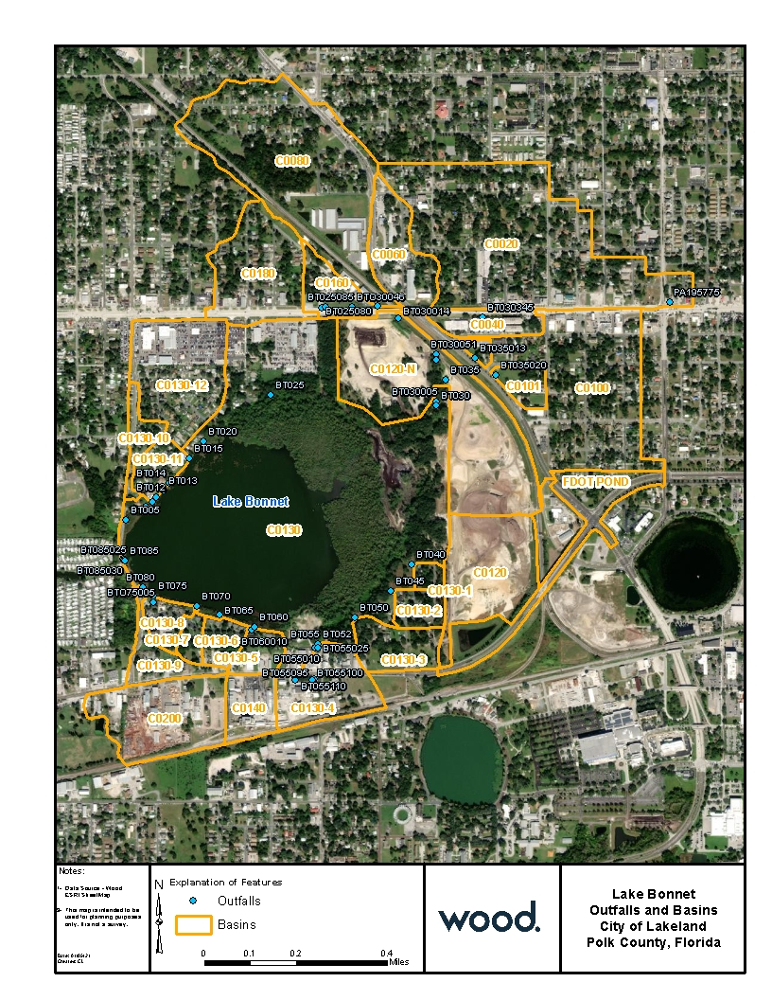 C0080
C0020
C0060
C0180
C0160
BT025085
BT030046
PA195775
BT025080
BT030014
BT030345
C0040
BT030051
BT035013
C0120-N
BT035
BT035020
C0130-12
BT025
BT030005
BT030
C0101
C0100
BT020
C0130-10
BT015
C0130-11
BT014
BT013
BT012
FDOT POND
Lake Bonnet
BT005
C0130
BT085025
BT085
BT040
BT085030
C0120
BT080
BT045
BT075
C0130-1
BT075005
BT070
BT065
BT050
C0130-2
C0130-8
BT060
C0130-7
C0130-6
BT060010
BT055
BT052
BT055025
C0130-5
BT055010
C0130-3
C0130-9
BT055095
BT055100
BT055110
C0200
C0140
C0130-4
Notes:
1- Data Source - Wood
ESRI StreetMap
2- This map is intended to be
used for planning purposes
only. It is not a survey.
N
Explanation of Features
Outfalls
Basins
0 0.1 0.2 0.4
Miles
wood.
Lake Bonnet
Outfalls and Basins
City of Lakeland
Polk County, Florida